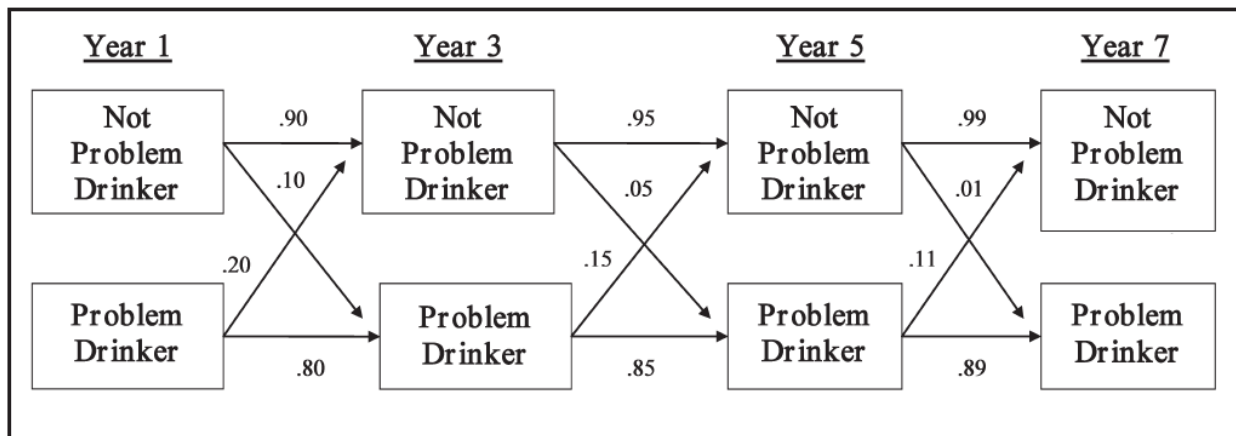 Year 1
Year 3
Year 5
Year 7
Not
Problem
Drinker
.90
.10
.20
Not
Problem
Drinker
.95
.05
.15
Not
Problem
Drinker
.99
.01
.11
Not
Problem
Drinker
Problem
Drinker
.80
Problem
Drinker
.85
Problem
Drinker
.89
Problem
Drinker